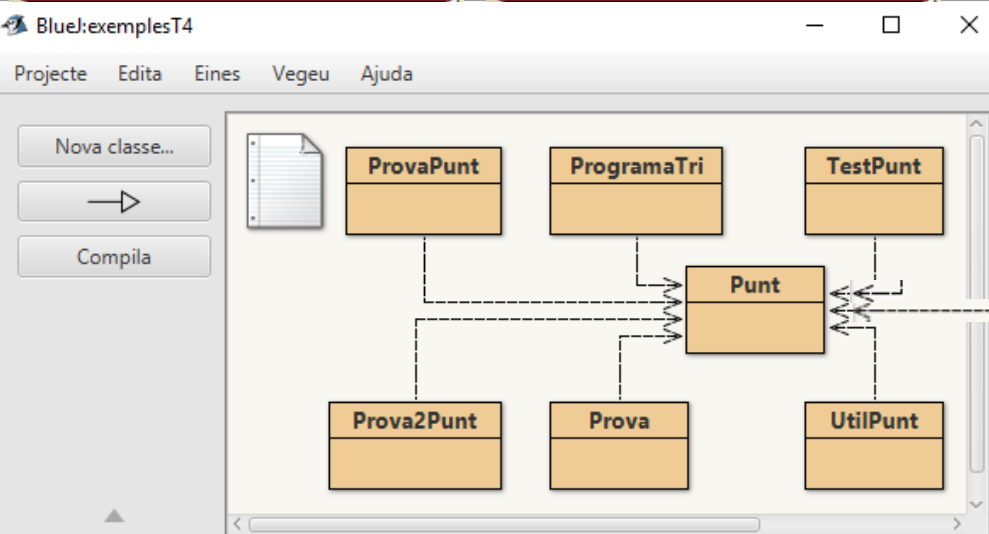 BlueJ:exemplesT4
Projecte Edita Eines Vegeu Ajuda
Nova classe...
Compila
ProvaPunt ProgramaTri TestPunt
Punt
Prova2Punt Prova UtilPunt